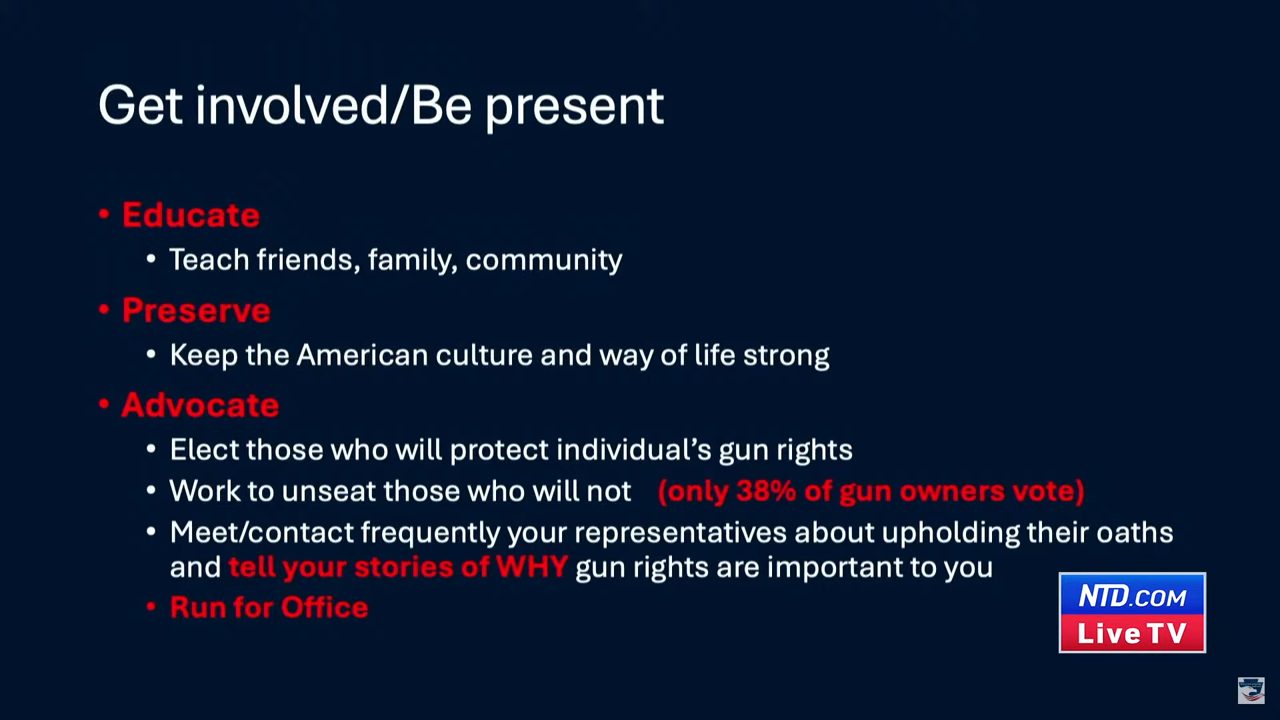 Get involved/Be present
• Educate
• Teach friends, family, community
• Preserve
• Keep the American culture and way of life strong
• Advocate
• Elect those who will protect individual’s gun rights
• Work to unseat those who will not (only 38% of gun owners vote)
• Meet/contact frequently your representatives about upholding their oaths
and tell your stories of WHY gun rights are important to you
• Run for Office
NTD.COM
Live TV